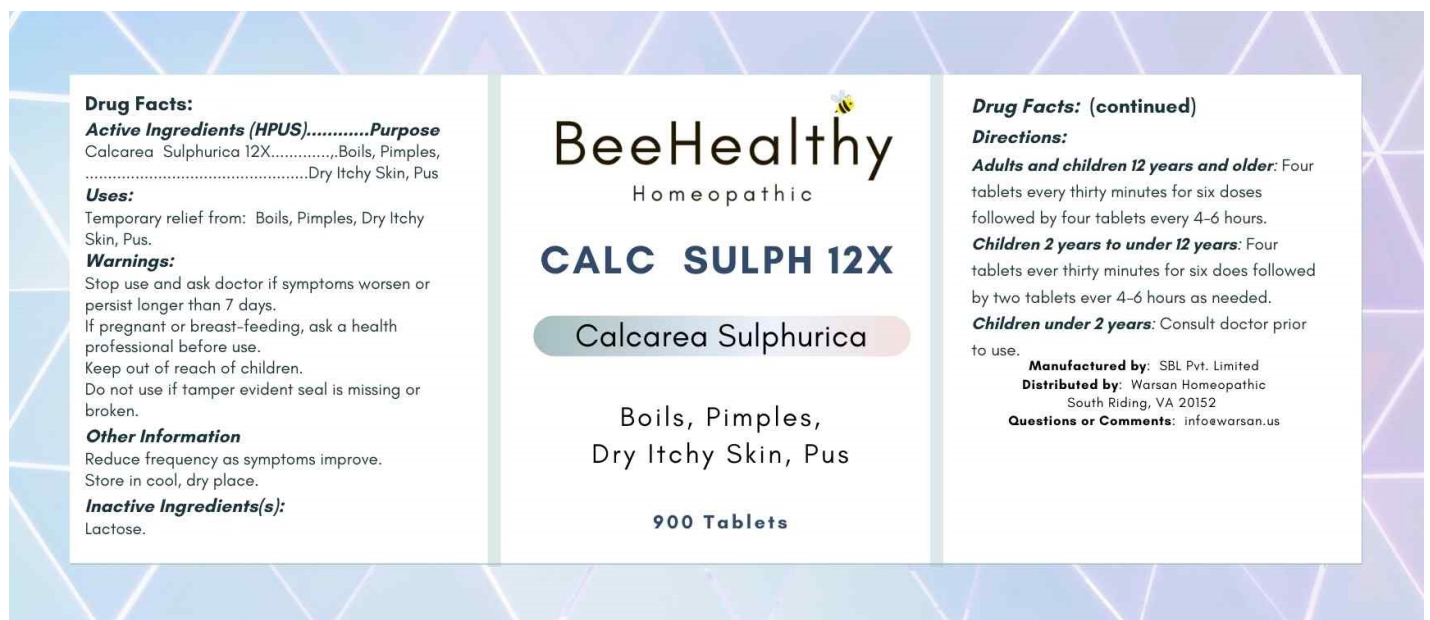 Drug Facts:
Active Ingredients (HPUS)............Purpose
Calcarea Sulphurica 12X.............,.Boils, Pimples,
.................................................Dry Itchy Skin, Pus
Uses:
Temporary relief from: Boils, Pimples, Dry Itchy
Skin, Pus.
Warnings:
Stop use and ask doctor if symptoms worsen or
persist longer than 7 days.
If pregnant or breast-feeding, ask a health
professional before use.
Keep out of reach of children.
Do not use if tamper evident seal is missing or
broken.
Other Information
Reduce frequency as symptoms improve.
Store in cool, dry place.
Inactive Ingredients(s):
Lactose.
BeeHealthy
Homeopathic
CALC SULPH 12X
Calcarea Sulphurica
Boils, Pimples,
Dry Itchy Skin, Pus
900 Tablets
Drug Facts: (continued)
Directions:
Adults and children 12 years and older: Four
tablets every thirty minutes for six doses
followed by four tablets every 4-6 hours.
Children 2 years to under 12 years: Four
tablets ever thirty minutes for six does followed
by two tablets ever 4-6 hours as needed.
Children under 2 years: Consult doctor prior
to use.
Manufactured by: SBL Pvt. Limited
Distributed by: Warsan Homeopathic
South Riding, VA 20152
Questions or Comments: info@warsan.us